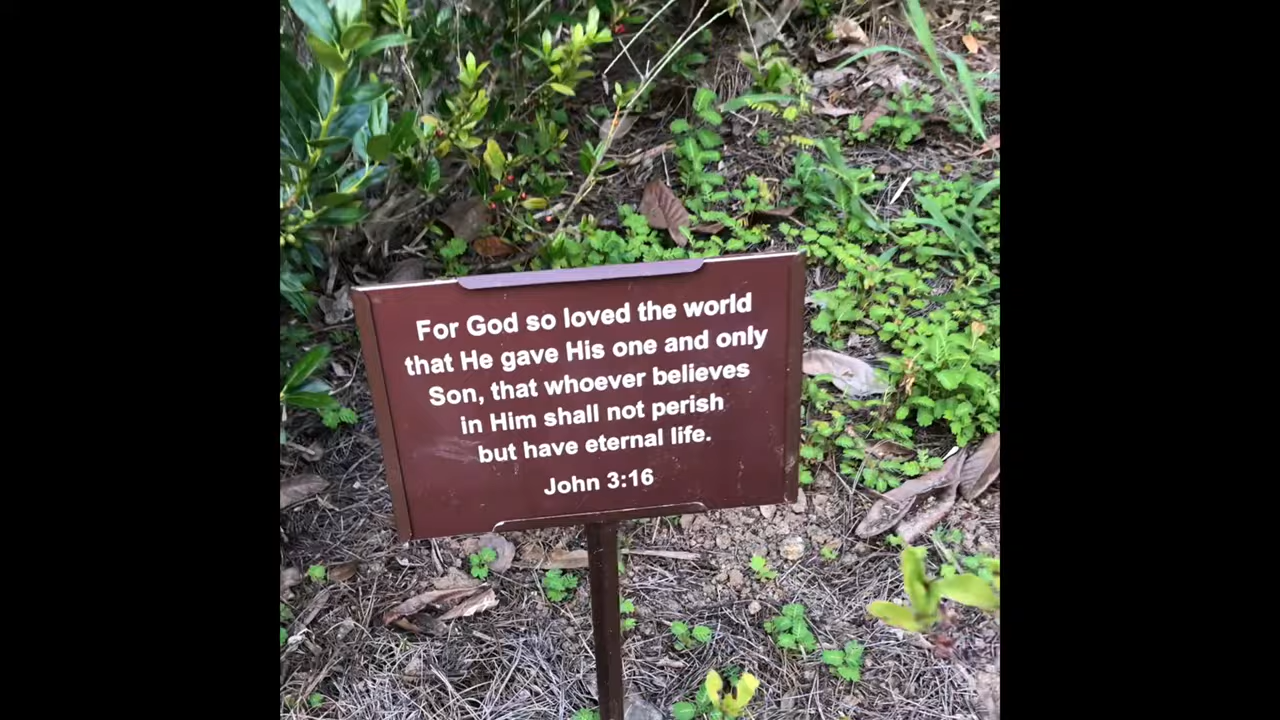 For God so loved the world
that He gave His one and only
Son, that whoever believes
in Him shall not perish
but have eternal life.
John 3:16